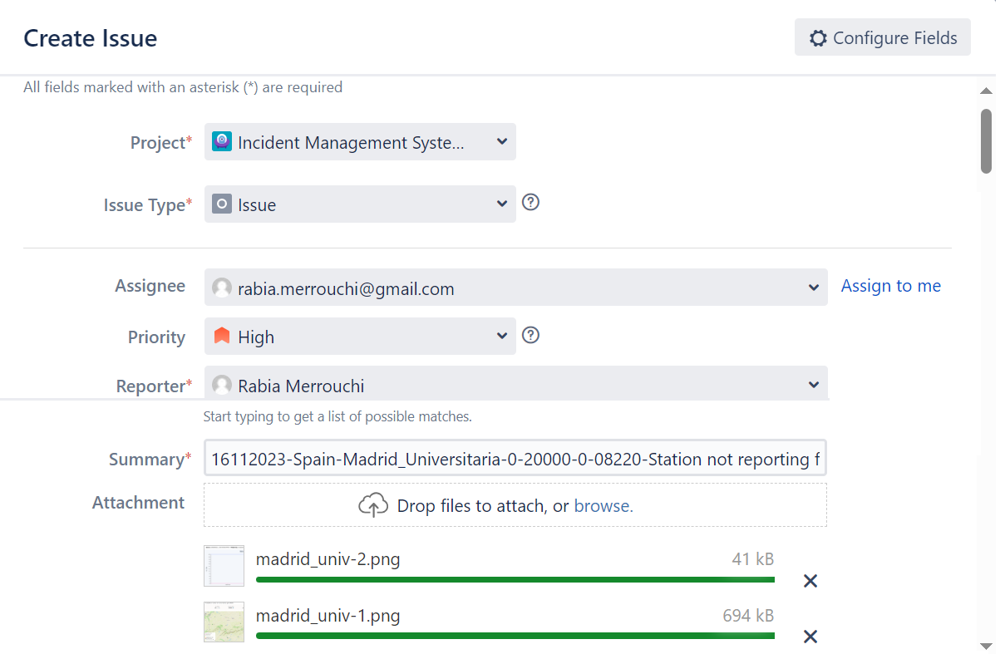 Create Issue
Configure Fields
All fields marked with an asterisk (*) are required
Project* Incident Management Syste...
Issue Type* Issue
Assignee rabia.merrouchi@gmail.com Assign to me
Priority High
Reporter* Rabia Merrouchi
Start typing to get a list of possible matches.
Summary* 16112023-Spain-Madrid_Universitaria-0-20000-0-08220-Station not reporting f
Attachment Drop files to attach, or browse.
madrid_univ-2.png 41 kB
madrid_univ-1.png 694 kB